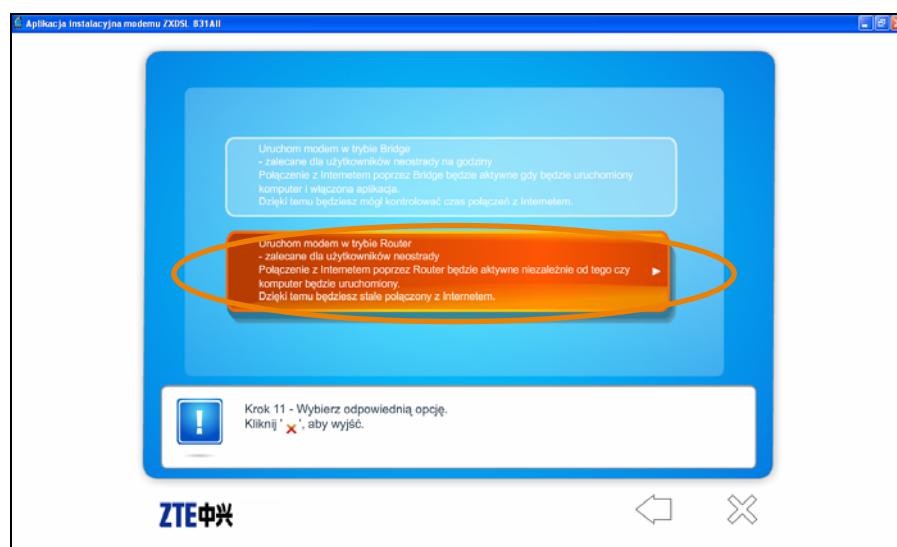 Aplikacja instalacyjna modemu ZXDSL 831AII
Uruchom modem w trybie Bridge
- zalecane dla użytkowników neostrady na godziny
Połączenie z Internetem poprzez Bridge będzie aktywne gdy będzie uruchomiony
komputer i włączona aplikacja.
Dzięki temu będziesz mógł kontrolować czas połączeń z Internetem.
Uruchom modem w trybie Router
- zalecane dla użytkowników neostrady
Połączenie z Internetem poprzez Router będzie aktywne niezależnie od tego czy
komputer będzie uruchomiony.
Dzięki temu będziesz stale połączony z Internetem.
Krok 11 - Wybierz odpowiednią opcję.
Kliknij ' ', aby wyjść.
ZTE中兴